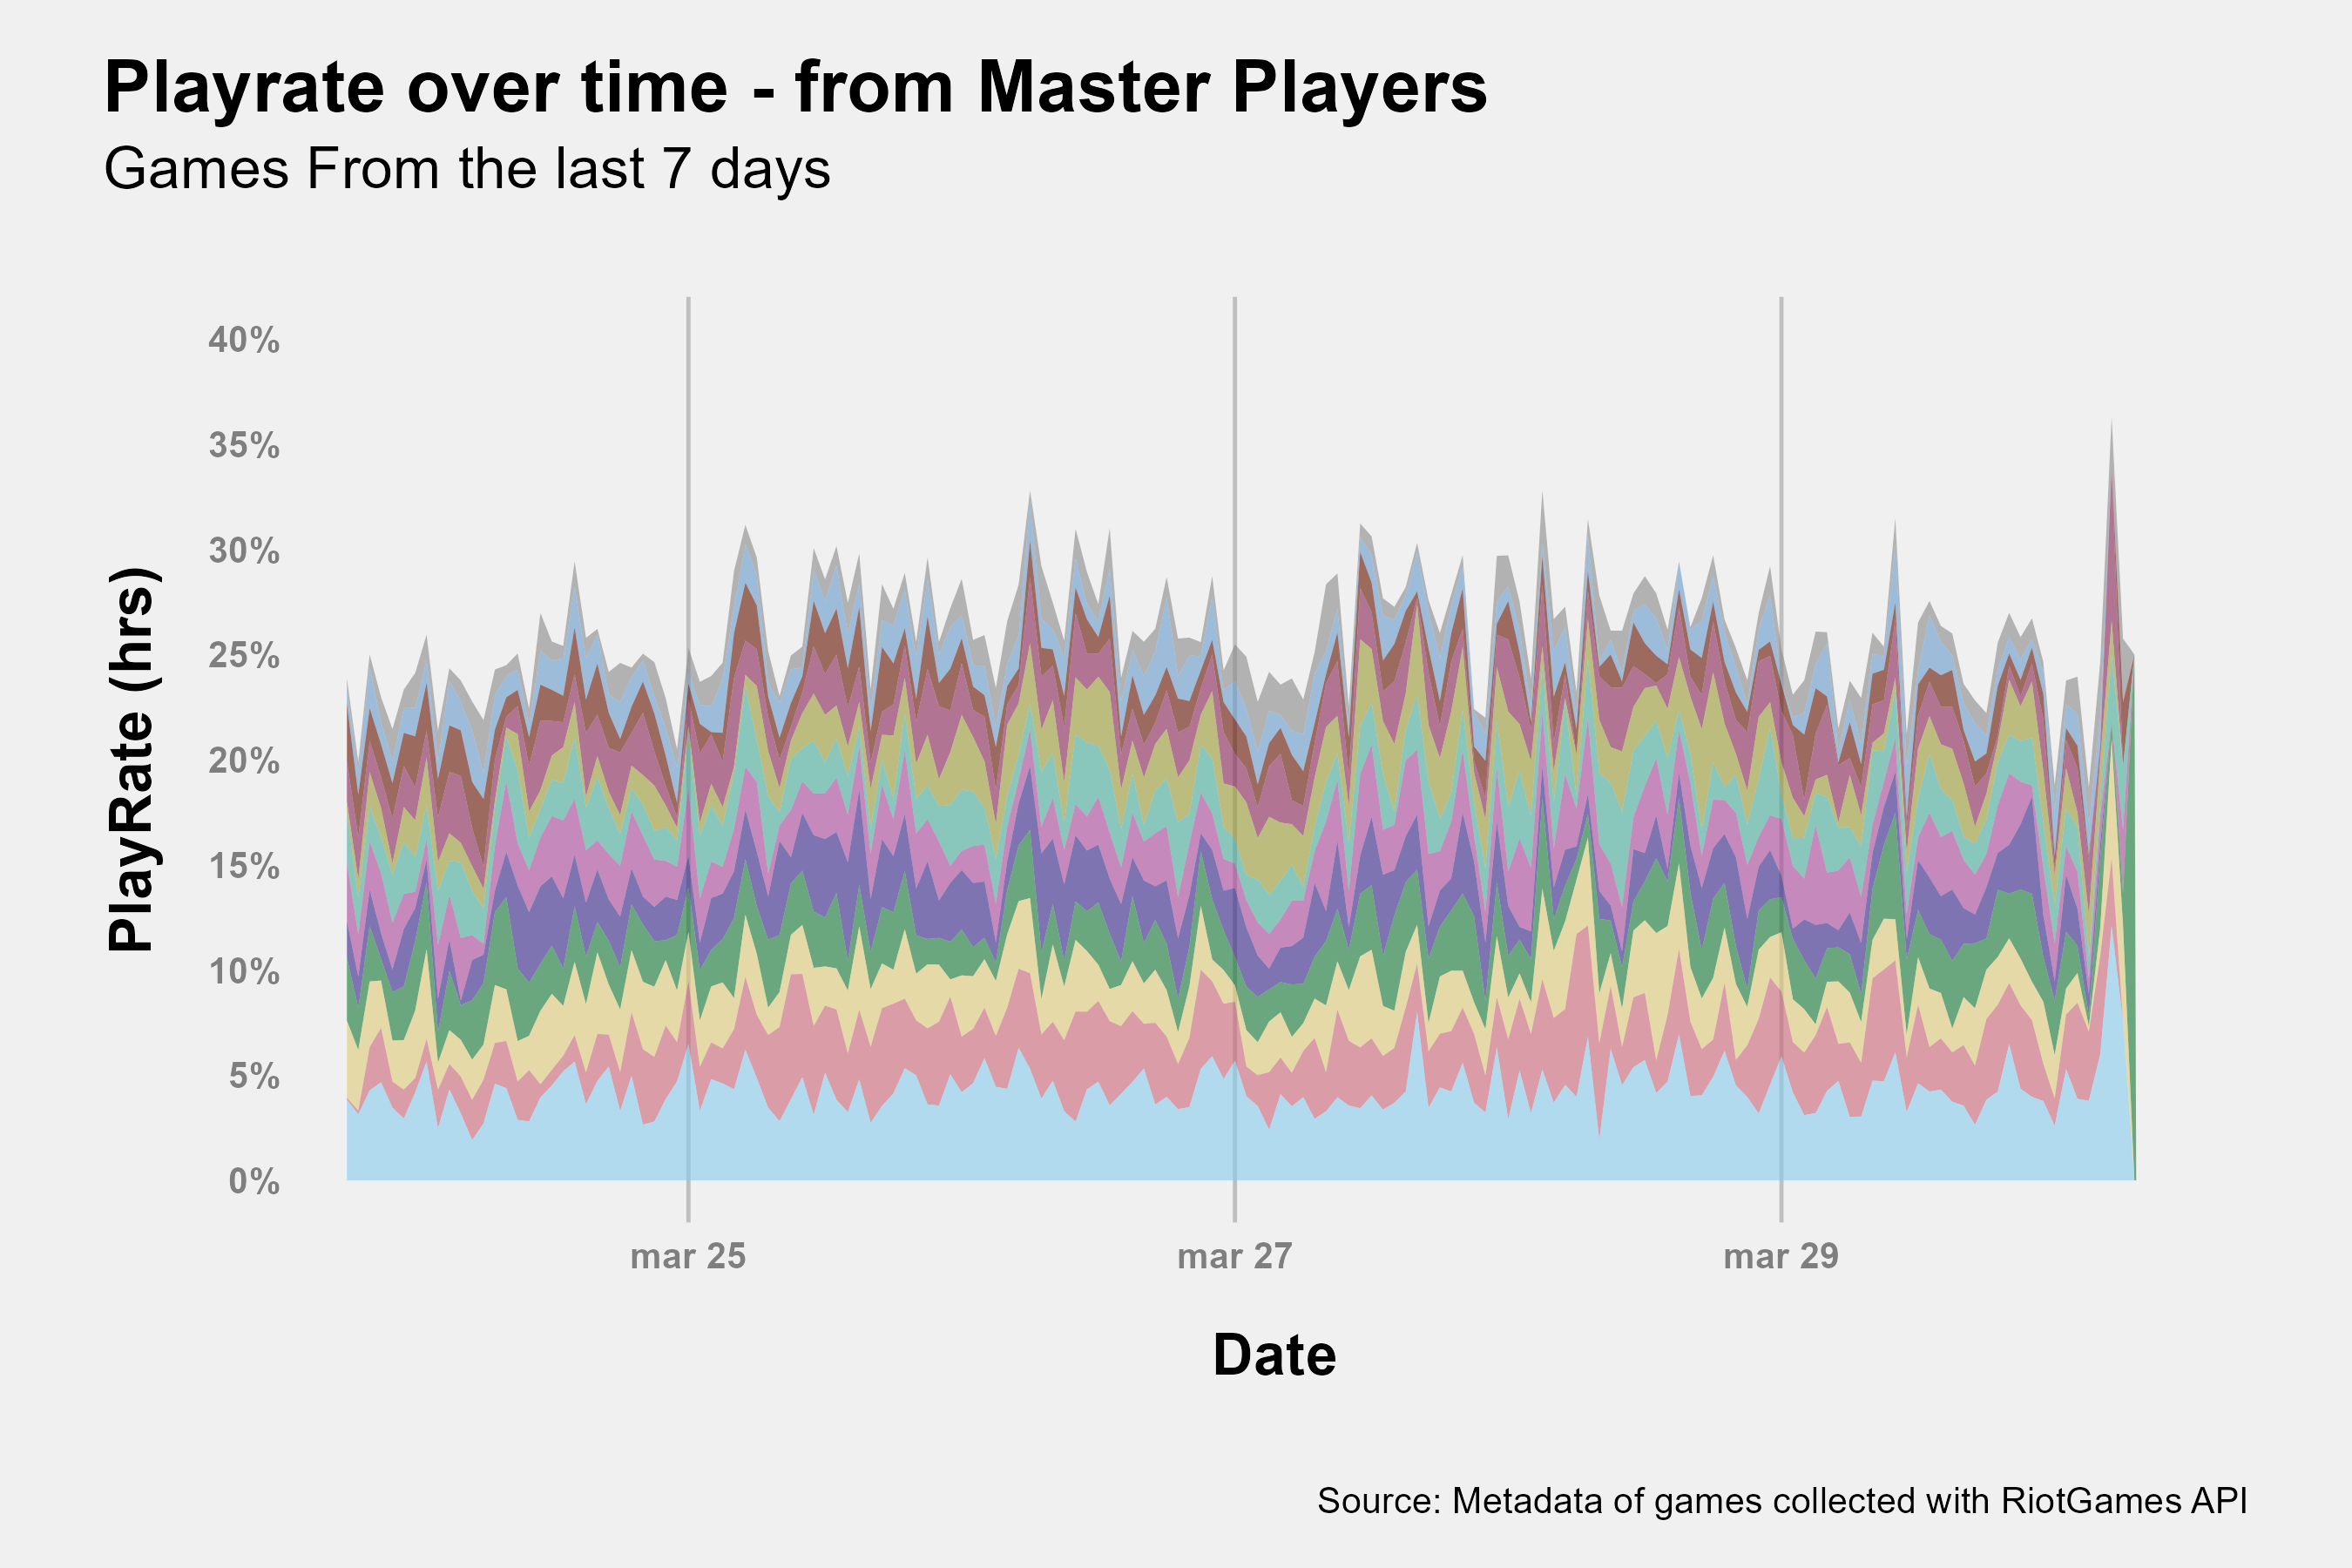 Playrate over time - from Master Players
Games From the last 7 days
40%
35%
30%
25%
20%
15%
10%
5%
0%
PlayRate (hrs)
mar 25
mar 27
mar 29
Date
Source: Metadata of games collected with RiotGames API